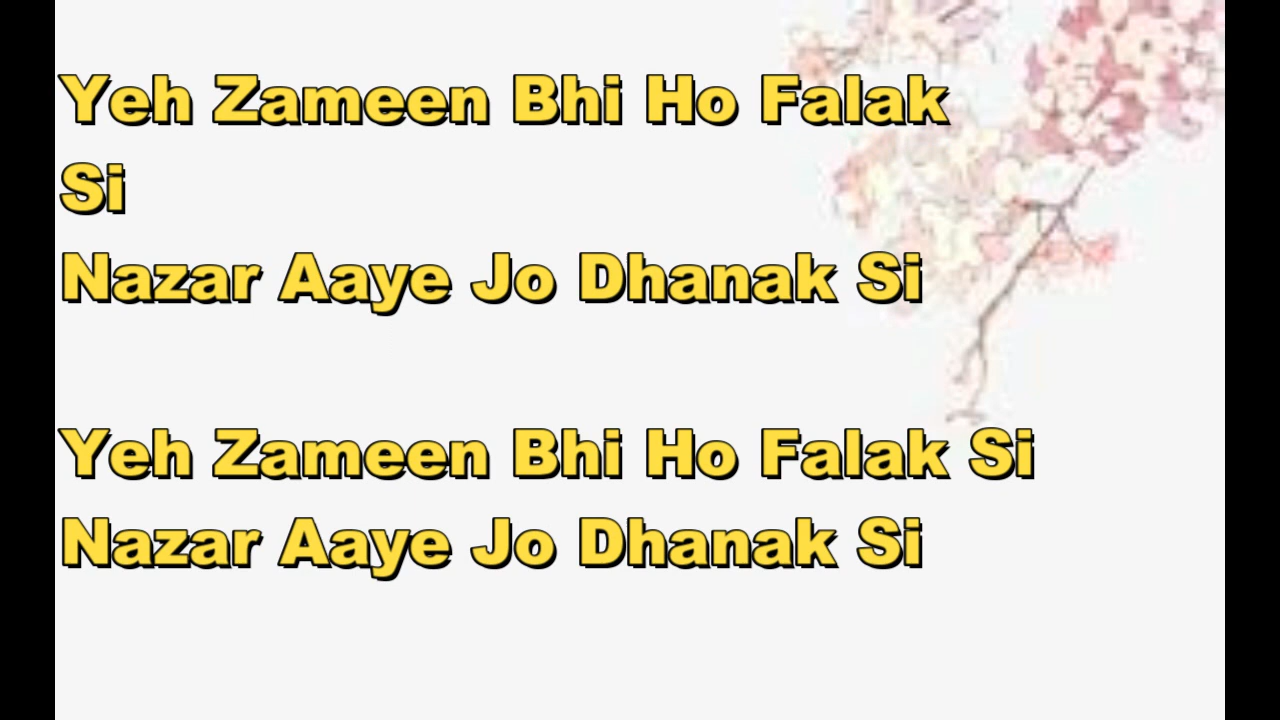 Yeh Zameen Bhi Ho Falak
Si
Nazar Aaye Jo Dhanak Si
Yeh Zameen Bhi Ho Falak Si
Nazar Aaye Jo Dhanak Si